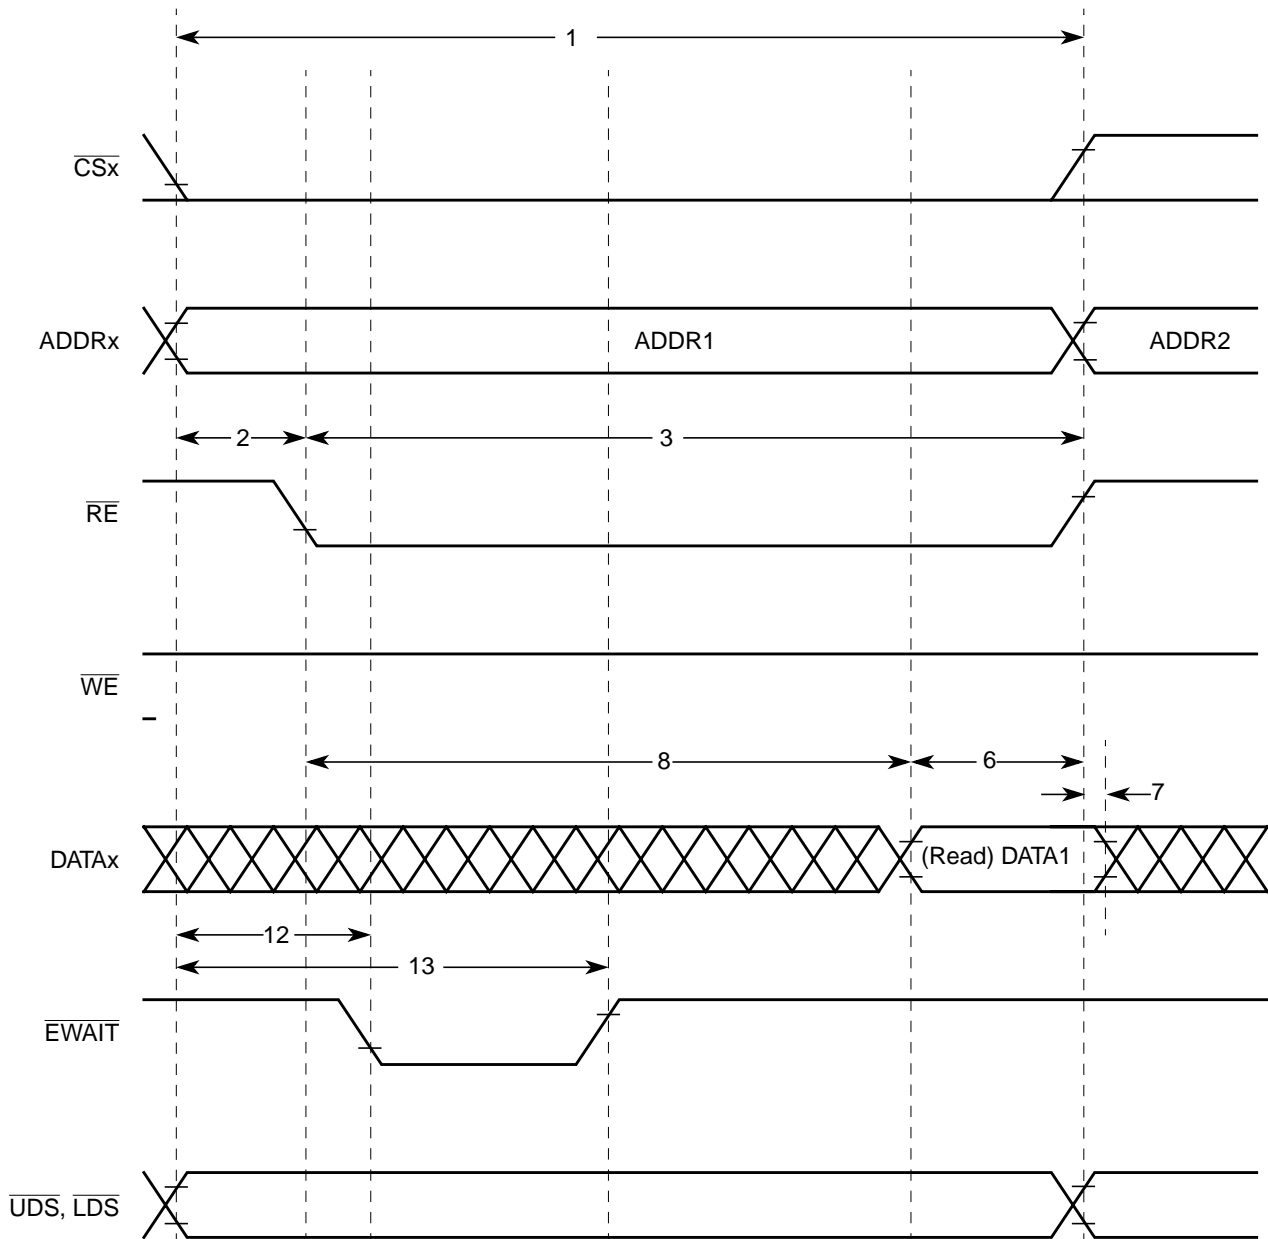 1
CSx
ADDRx ADDR1 ADDR2
2 3
RE
WE
8 6
7
DATAx (Read) DATA1
12
13
EWAIT
UDS, LDS